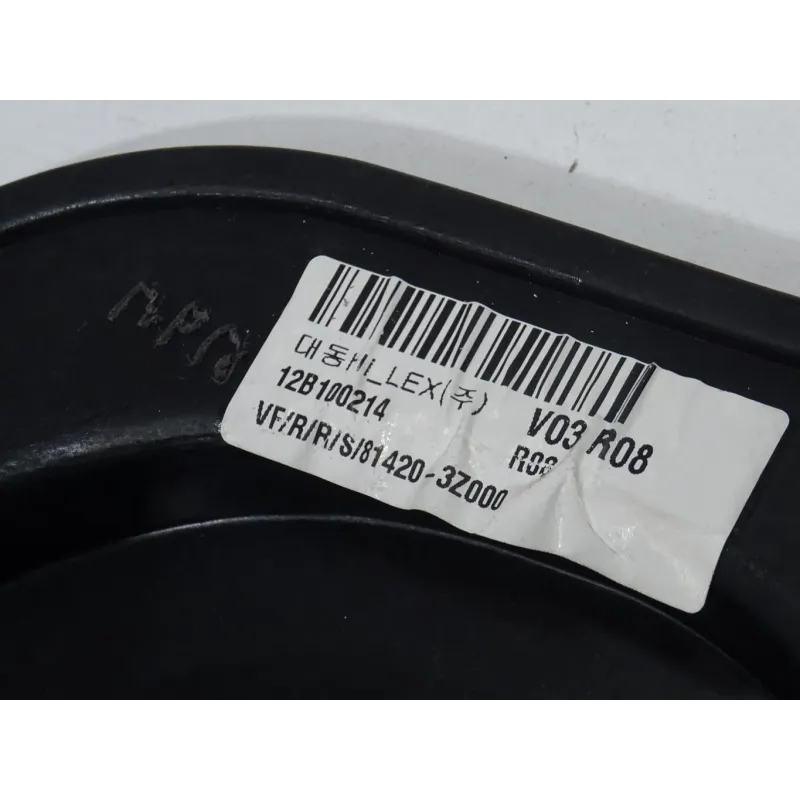 대동HI_LEX(주)
12B100214 V03 R08
VF/R/R/S/81420-3Z000